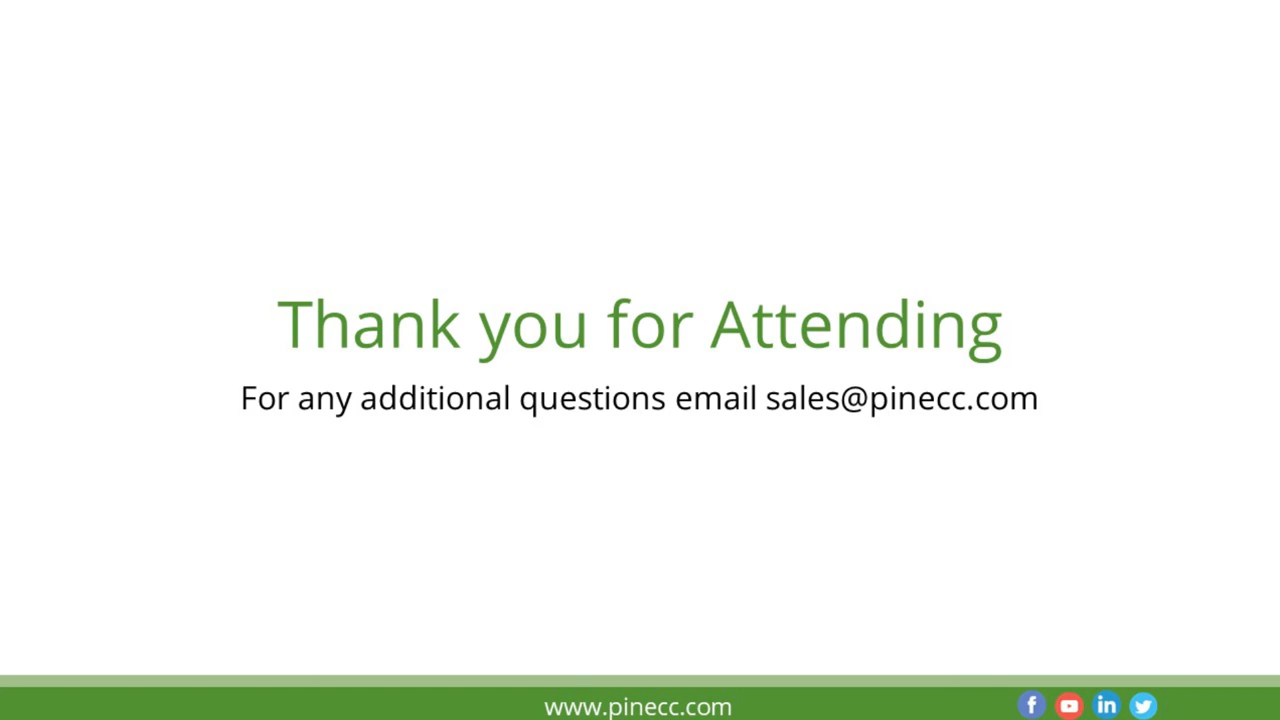 Thank you for Attending
For any additional questions email sales@pinecc.com
www.pinecc.com